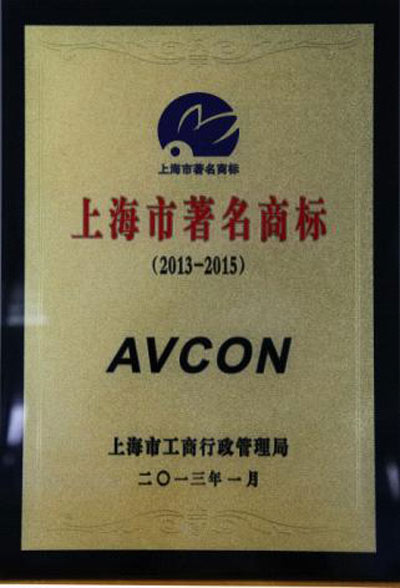 上海市著名商标
上海市著名商标
(2013-2015)
AVCON
上海市工商行政管理局
二〇一三年一月